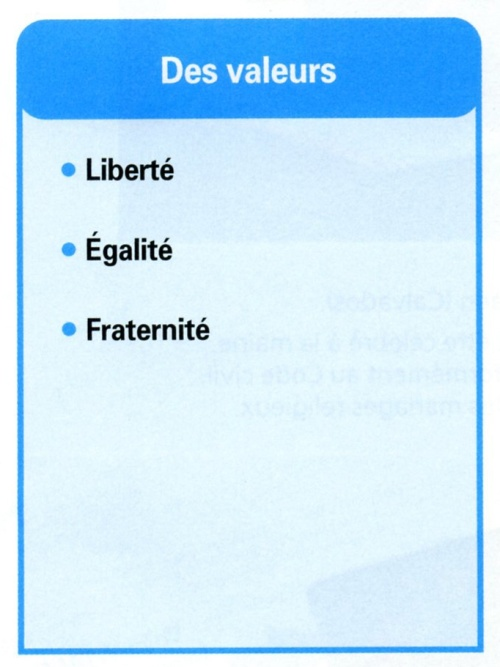 Des valeurs
• Liberté
• Égalité
• Fraternité